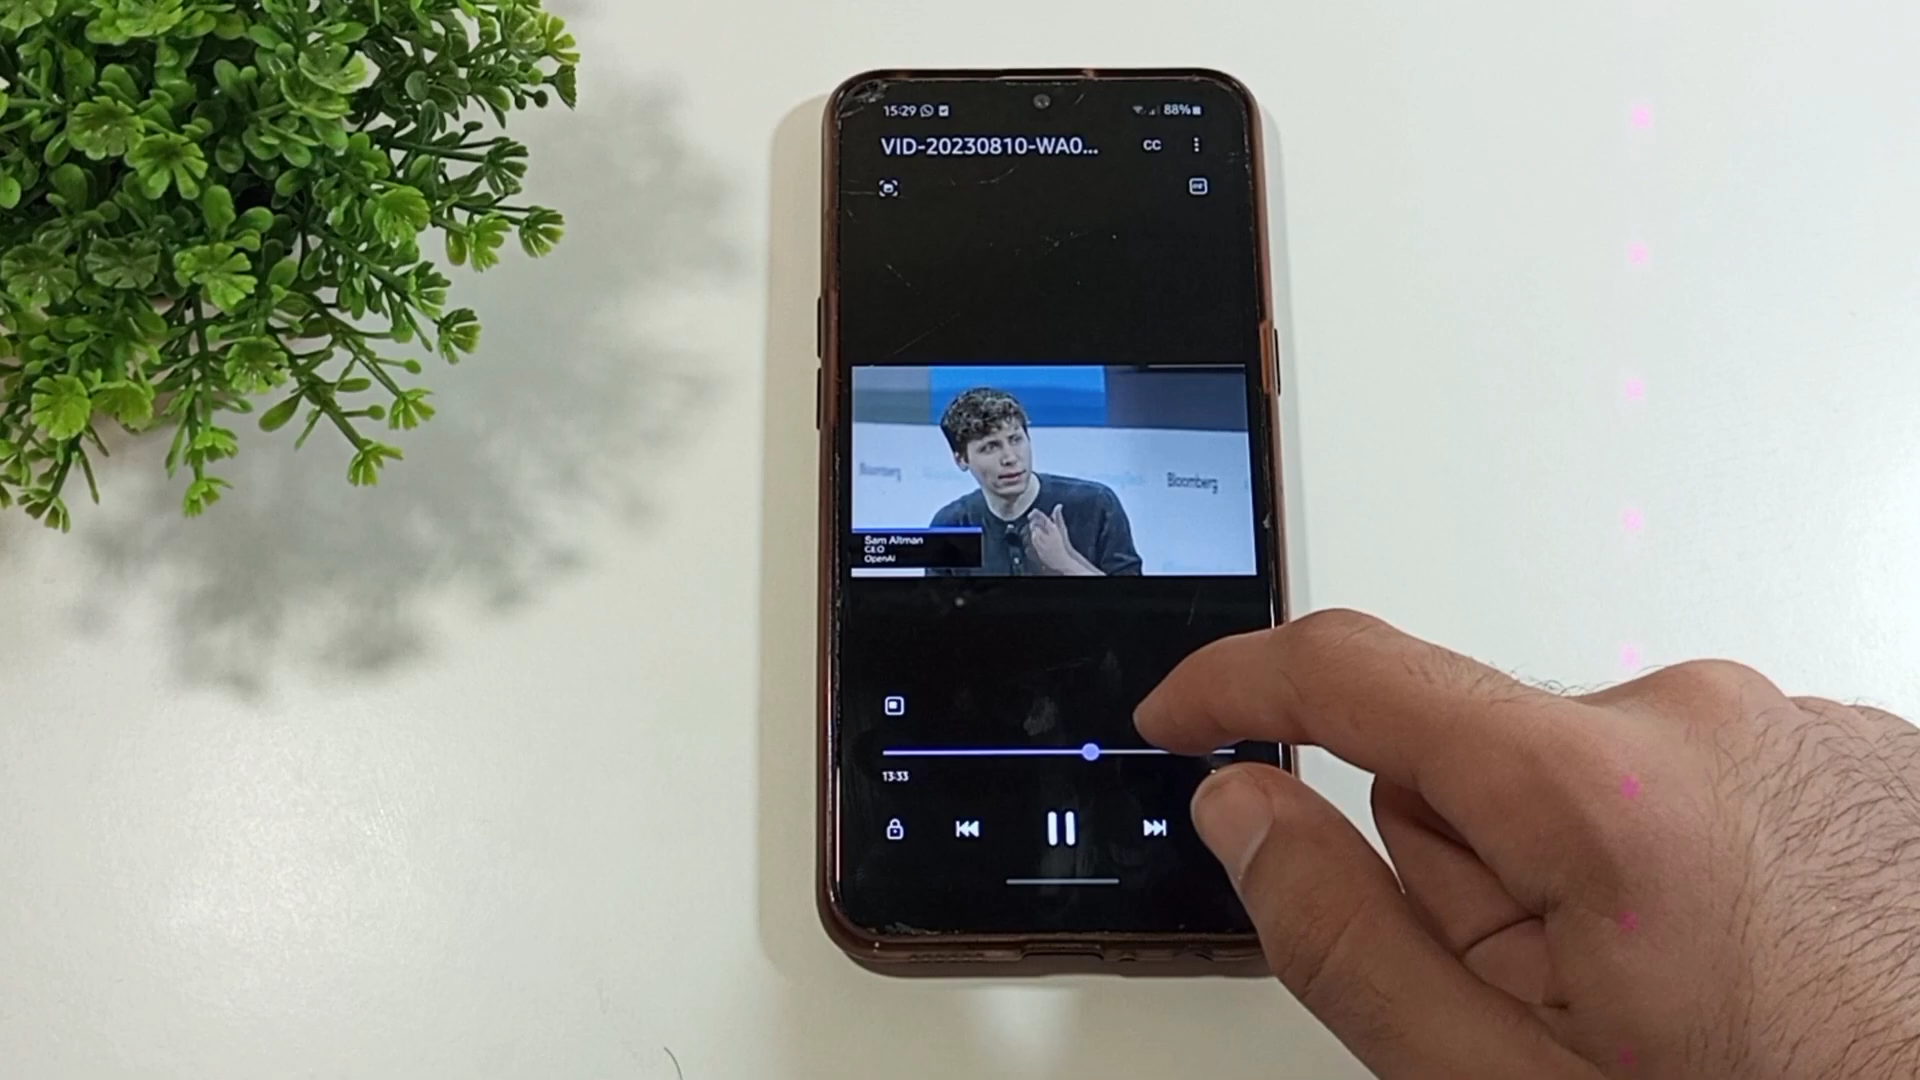 15:29 88%
VID-20230810-WA0... CC
Bloomberg Bloomberg
Sam Altman
CEO
OpenAI
13:33